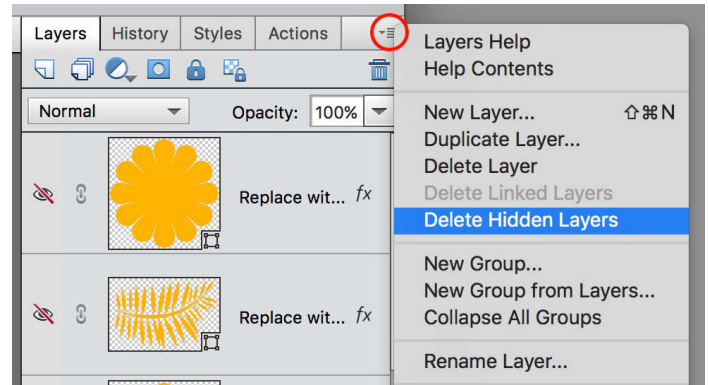 Layers History Styles Actions
Normal Opacity: 100%
Replace wit... fx
Replace wit... fx
Layers Help
Help Contents
New Layer... ⇧⌘N
Duplicate Layer...
Delete Layer
Delete Linked Layers
Delete Hidden Layers
New Group...
New Group from Layers...
Collapse All Groups
Rename Layer...